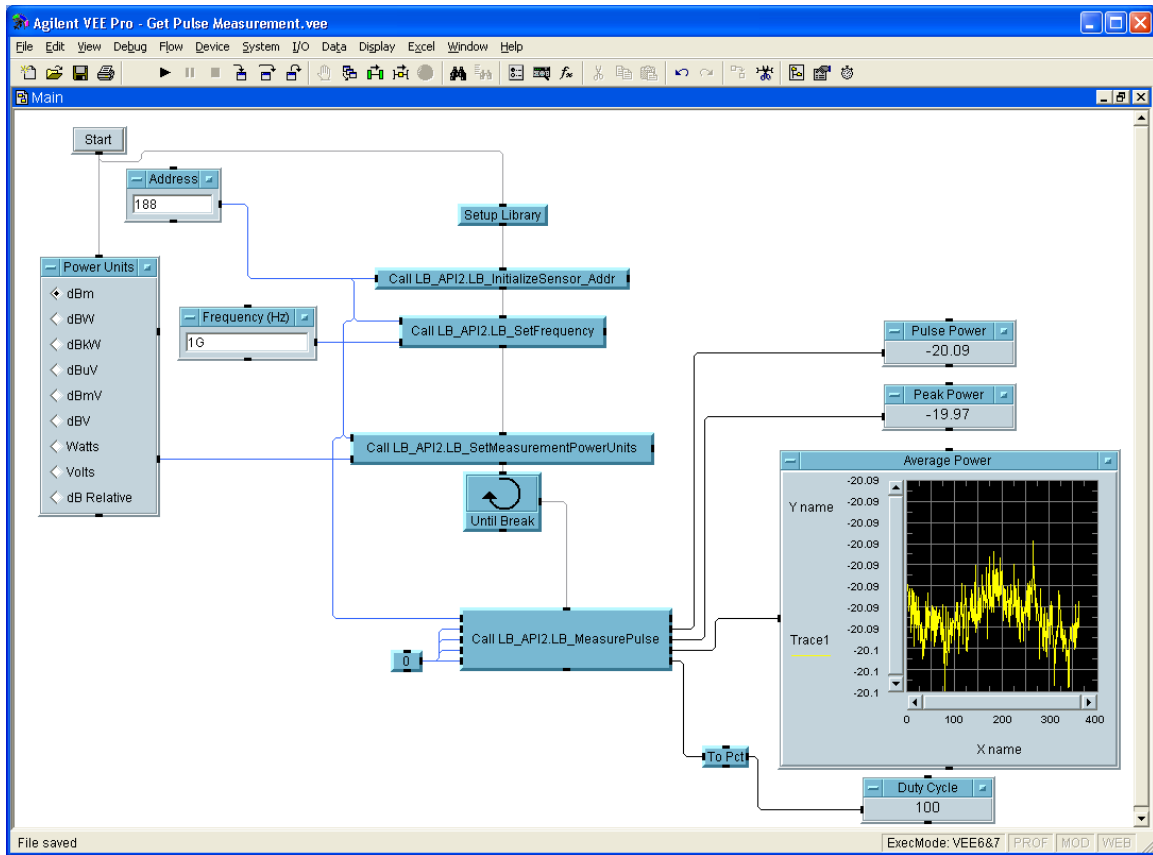 Agilent VEE Pro - Get Pulse Measurement.vee
File Edit View Debug Flow Device System I/O Data Display Excel Window Help
Main
Start
Address
188
Setup Library
Power Units
dBm
dBW
dBkW
dBuV
dBmV
dBV
Watts
Volts
dB Relative
Call LB_API2.LB_InitializeSensor_Addr
Frequency (Hz)
1G
Call LB_API2.LB_SetFrequency
Call LB_API2.LB_SetMeasurementPowerUnits
Until Break
Call LB_API2.LB_MeasurePulse
0
Pulse Power
-20.09
Peak Power
-19.97
Average Power
Y name
Trace1
-20.09
-20.09
-20.09
-20.09
-20.09
-20.09
-20.09
-20.09
-20.1
-20.1
-20.1
0 100 200 300 400
X name
To Pct
Duty Cycle
100
File saved
ExecMode: VEE6&7 PROF MOD WEB